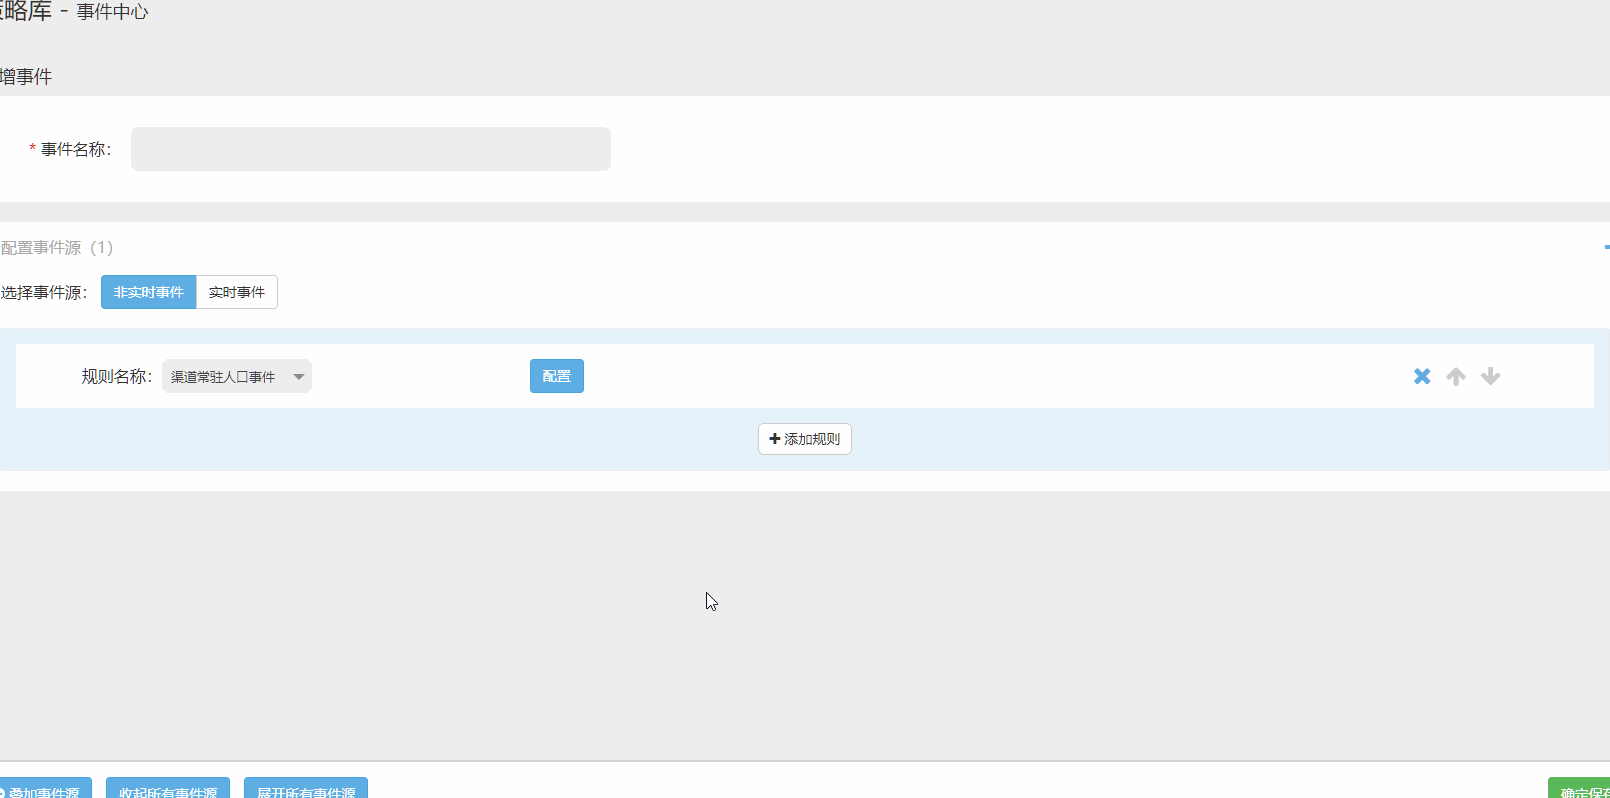 策略库 - 事件中心
增事件
* 事件名称：
配置事件源（1）
选择事件源： 非实时事件 实时事件
规则名称： 渠道常驻人口事件 配置
添加规则
叠加事件源 收起所有事件源 展开所有事件源 确定保存